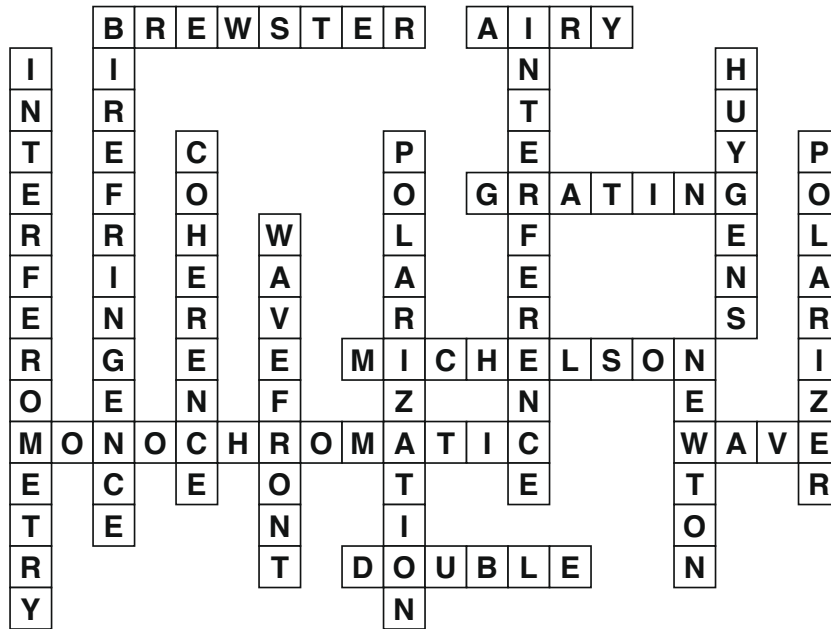 BREWSTER
AIRY
INTERFEROMETRY
BIREFRINGENCE
INTERFERENCE
HUYGENS
COHERENCE
POLARIZATION
POLARIZER
GRATING
WAVEFRONT
MICHELSON
NEWTON
MONOCHROMATIC
WAVE
DOUBLE